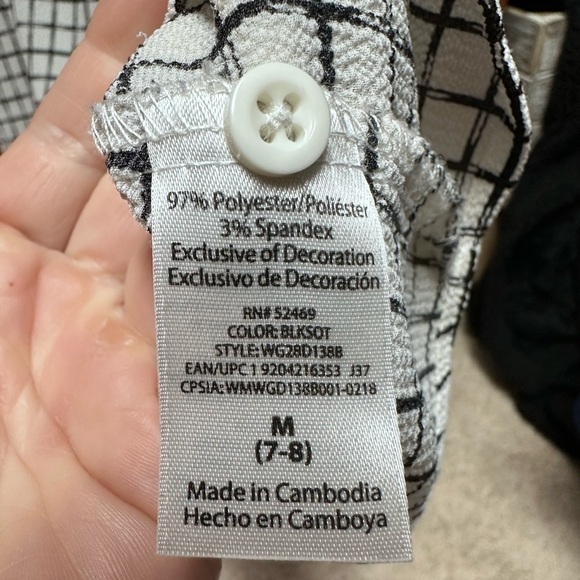 97% Polyester/Poliéster
3% Spandex
Exclusive of Decoration
Exclusivo de Decoración
RN# 52469
COLOR: BLKSOT
STYLE: WG28D138B
EAN/UPC 1 9204216353 J37
CPSIA: WMWGD138B001-0218
M
(7-8)
Made in Cambodia
Hecho en Camboya